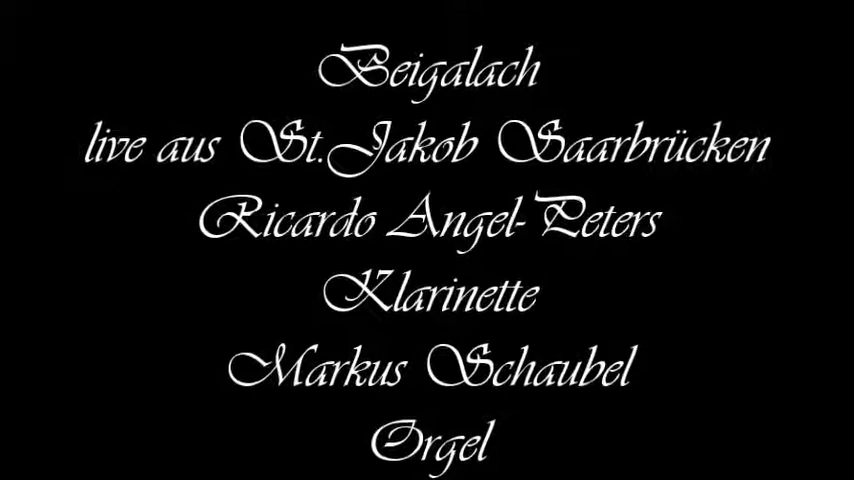 Beigalach
live aus St. Jakob Saarbrücken
Ricardo Angel-Peters
Klarinette
Markus Schaubel
Orgel